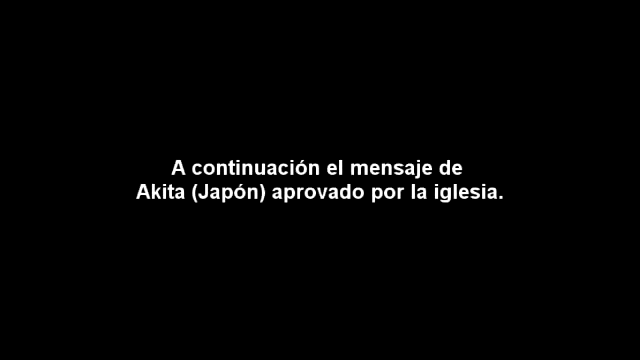 A continuación el mensaje de
Akita (Japón) aprovado por la iglesia.